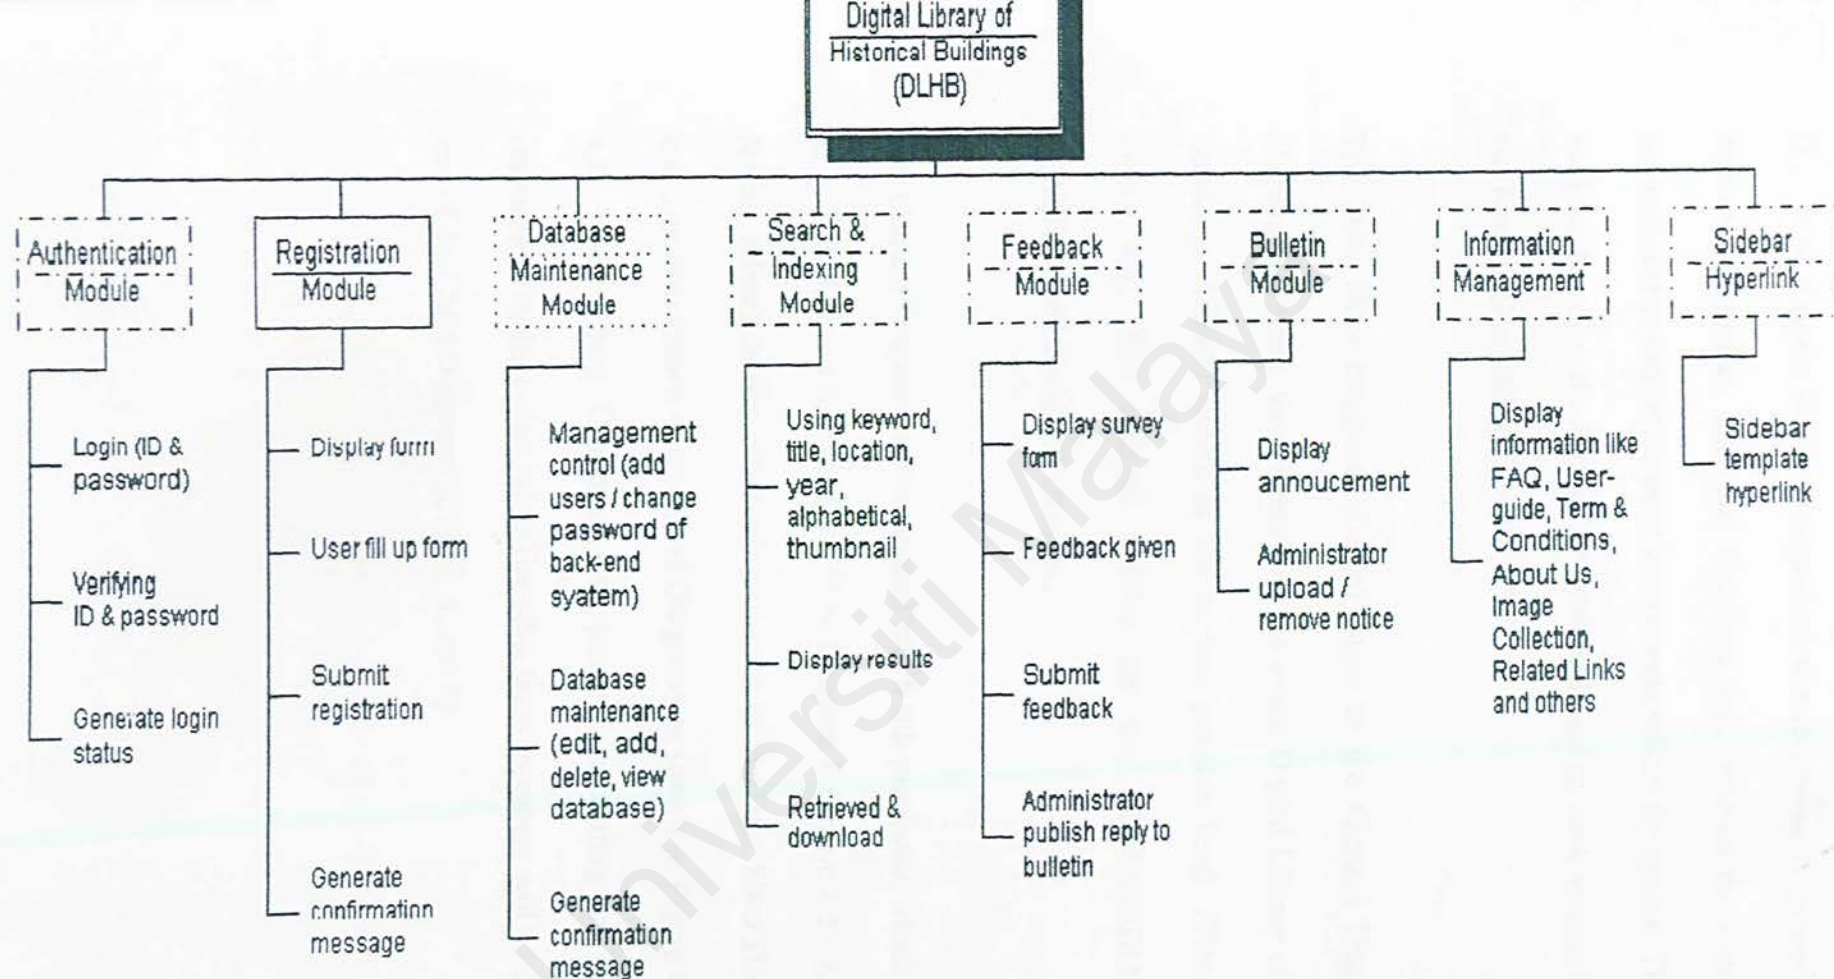 Digital Library of
Historical Buildings
(DLHB)
Authentication
Module
Registration
Module
Database
Maintenance
Module
Search &
Indexing
Module
Feedback
Module
Bulletin
Module
Information
Management
Sidebar
Hyperlink
Login (ID &
password)
Verifying
ID & password
Generate login
status
Display form
User fill up form
Submit
registration
Generate
confirmation
message
Management
control (add
users / change
password of
back-end
syatem)
Database
maintenance
(edit, add,
delete, view
database)
Generate
confirmation
message
Using keyword,
title, location,
year,
alphabetical,
thumbnail
Display results
Retrieved &
download
Display survey
form
Feedback given
Submit
feedback
Administrator
publish reply to
bulletin
Display
annoucement
Administrator
upload /
remove notice
Display
information like
FAQ, User-
guide, Term &
Conditions,
About Us,
Image
Collection,
Related Links
and others
Sidebar
template
hyperlink
Universiti Malaya